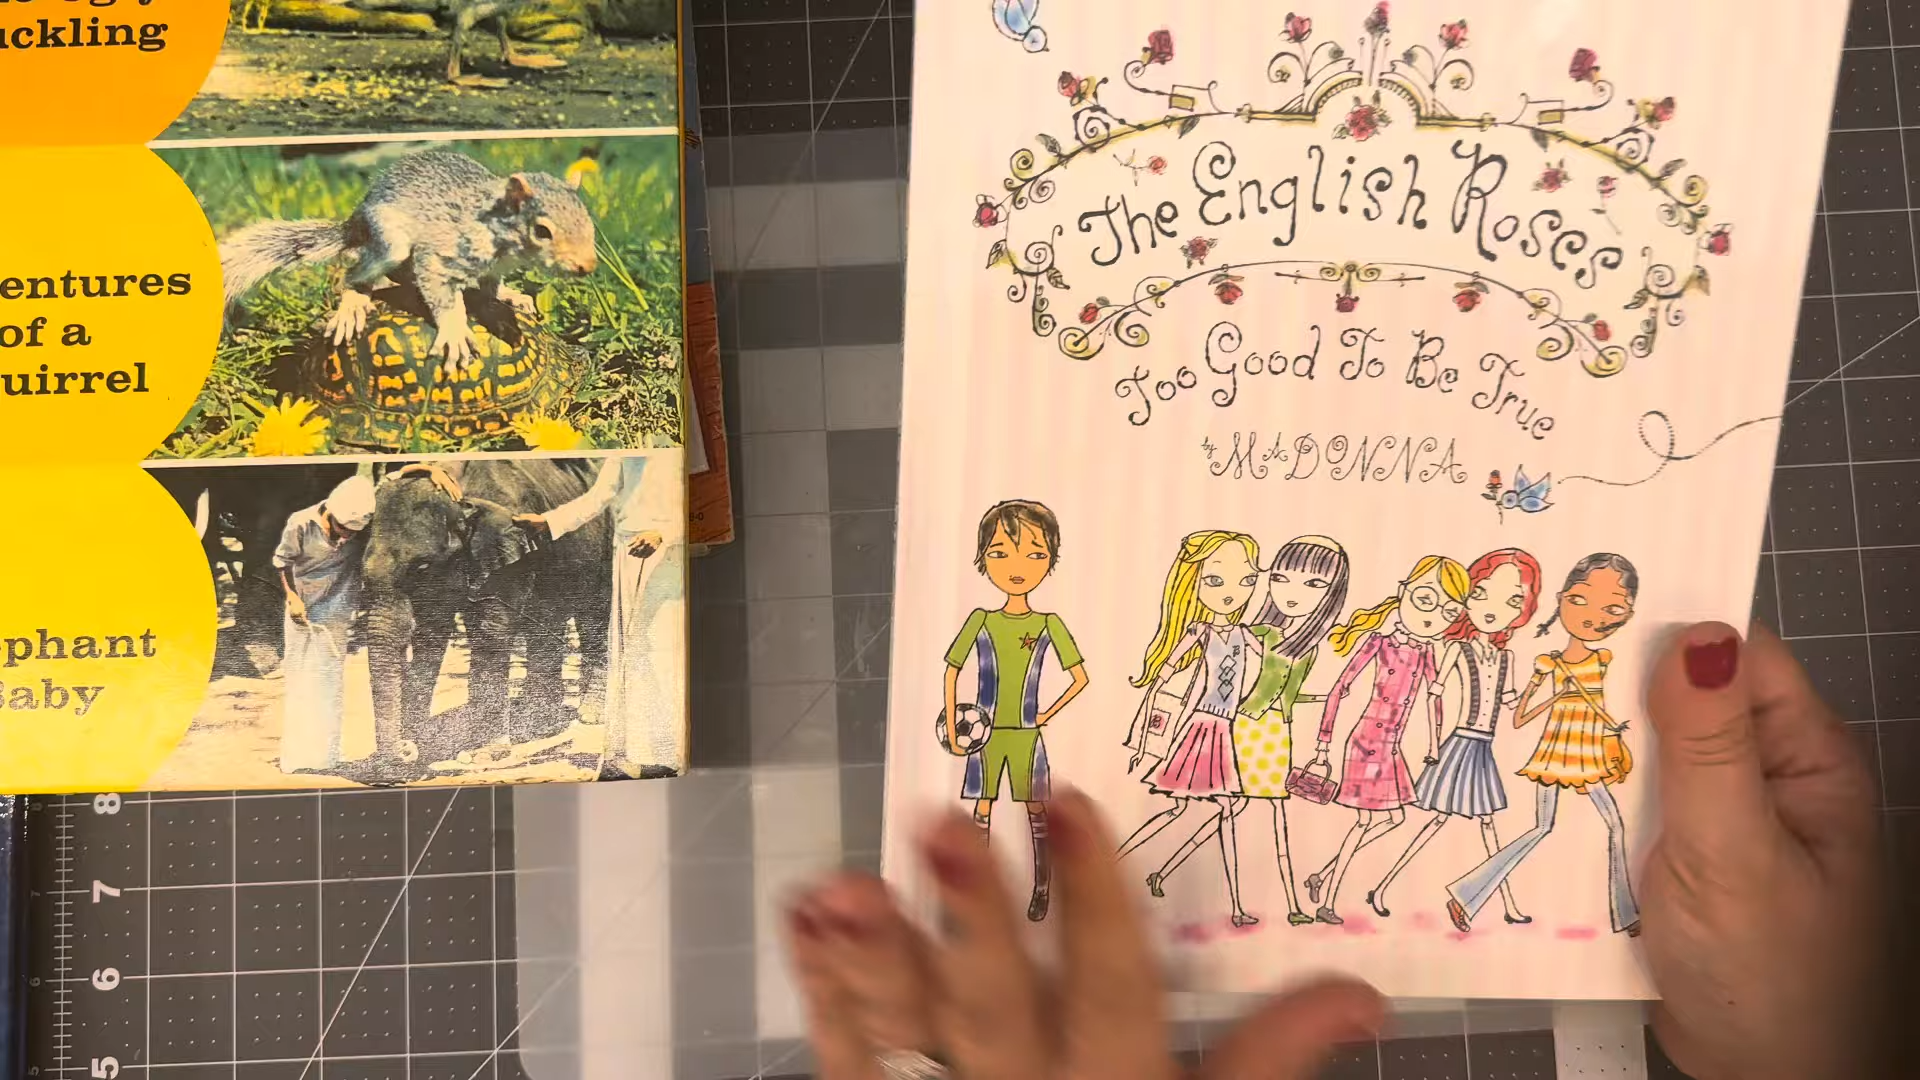 uckling
entures
of a
uirrel
phant
Baby
The English Roses
Too Good To Be True
by MADONNA
8
7
6
5